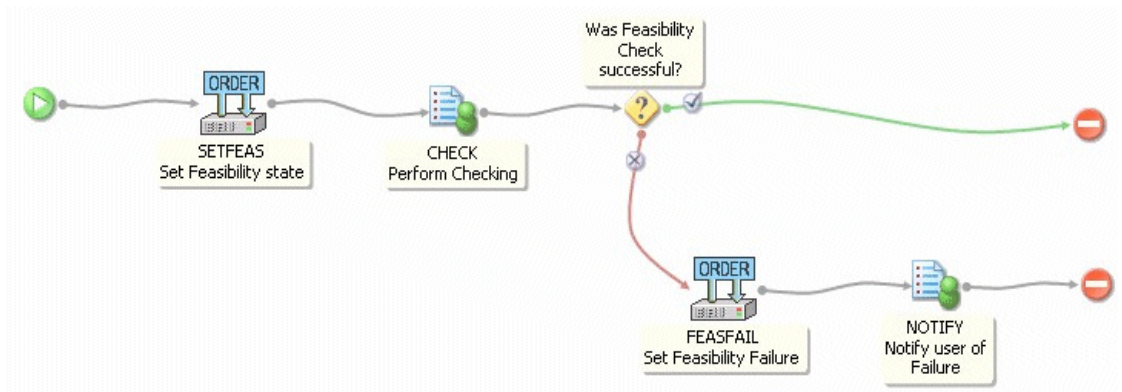 Was Feasibility
Check
successful?
ORDER
SETFEAS
Set Feasibility state
CHECK
Perform Checking
?
ORDER
FEASFAIL
Set Feasibility Failure
NOTIFY
Notify user of
Failure